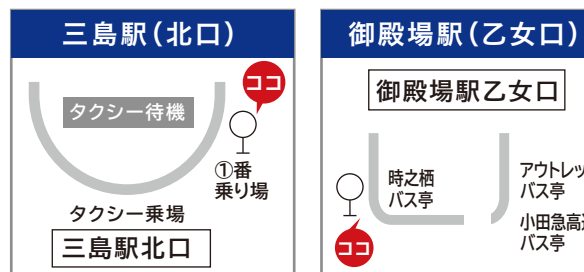 三島駅(北口)
ココ
タクシー待機
①番
乗り場
タクシー乗場
三島駅北口
御殿場駅(乙女口)
御殿場駅乙女口
時之栖
バス亭
アウトレッ
バス亭
小田急高速
バス亭
ココ